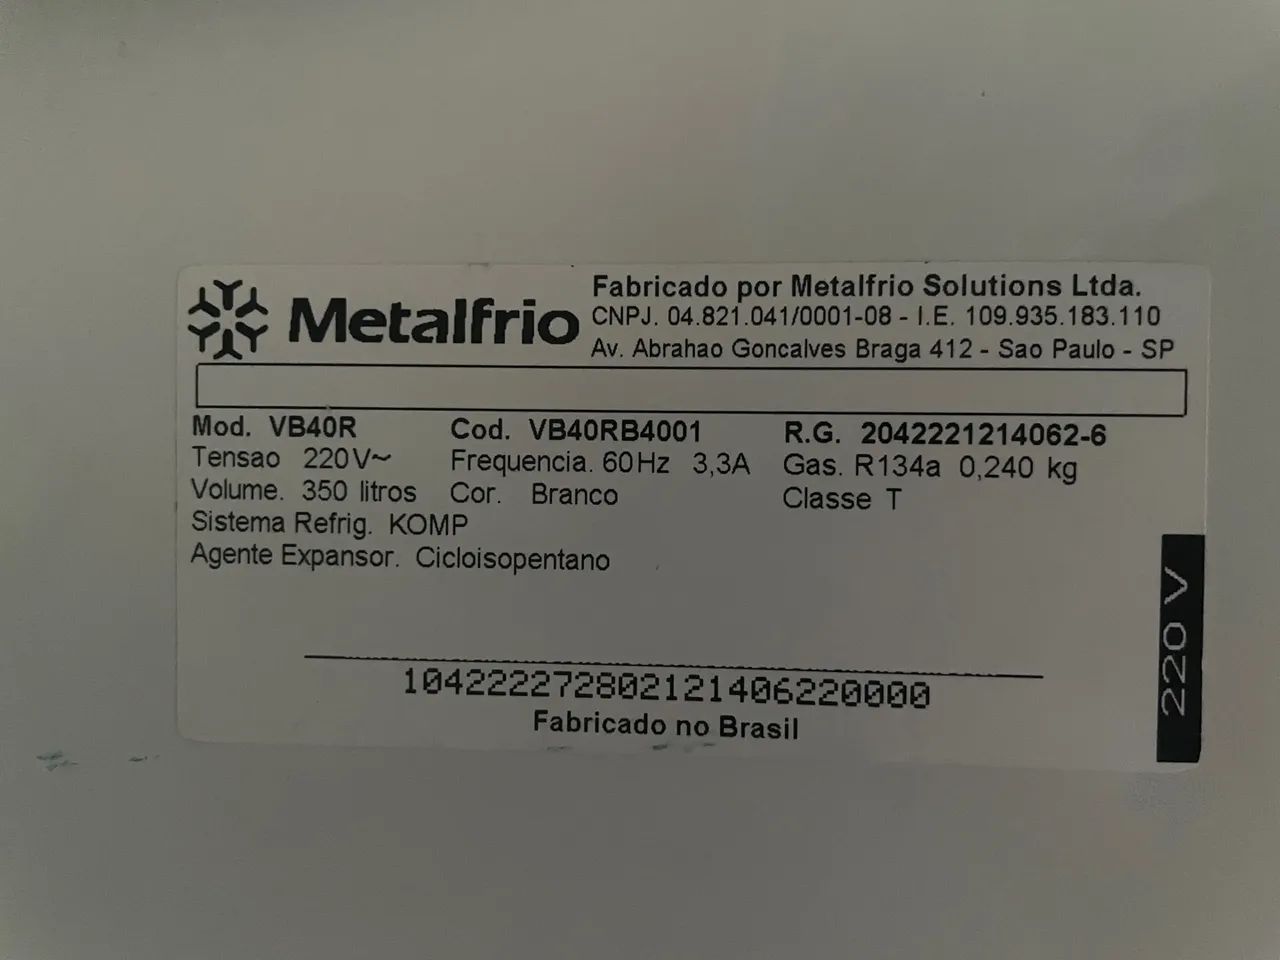 Metalfrio
Fabricado por Metalfrio Solutions Ltda.
CNPJ. 04.821.041/0001-08 - I.E. 109.935.183.110
Av. Abrahao Goncalves Braga 412 - Sao Paulo - SP
Mod. VB40R Cod. VB40RB4001 R.G. 2042221214062-6
Tensao 220V~ Frequencia. 60Hz 3,3A Gas. R134a 0,240 kg
Volume. 350 litros Cor. Branco Classe T
Sistema Refrig. KOMP
Agente Expansor. Cicloisopentano
220 V
104222272802121406220000
Fabricado no Brasil